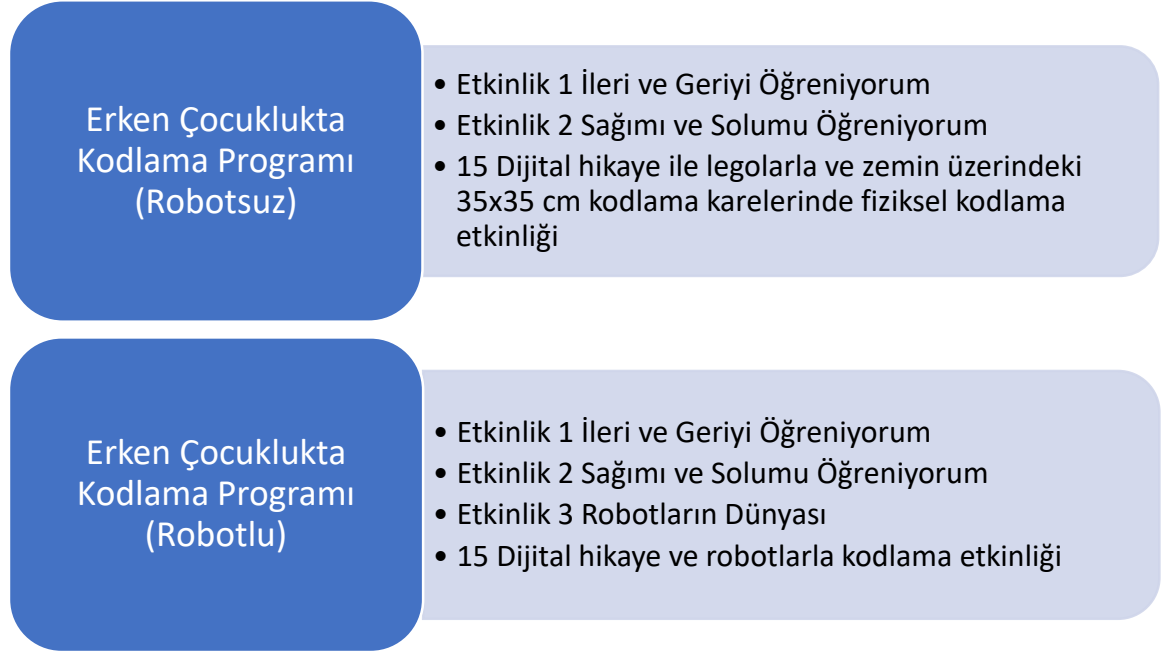 Erken Çocuklukta
Kodlama Programı
(Robotsuz)
• Etkinlik 1 İleri ve Geriyi Öğreniyorum
• Etkinlik 2 Sağımı ve Solumu Öğreniyorum
• 15 Dijital hikaye ile legolarla ve zemin üzerindeki
35x35 cm kodlama karelerinde fiziksel kodlama
etkinliği
Erken Çocuklukta
Kodlama Programı
(Robotlu)
• Etkinlik 1 İleri ve Geriyi Öğreniyorum
• Etkinlik 2 Sağımı ve Solumu Öğreniyorum
• Etkinlik 3 Robotların Dünyası
• 15 Dijital hikaye ve robotlarla kodlama etkinliği